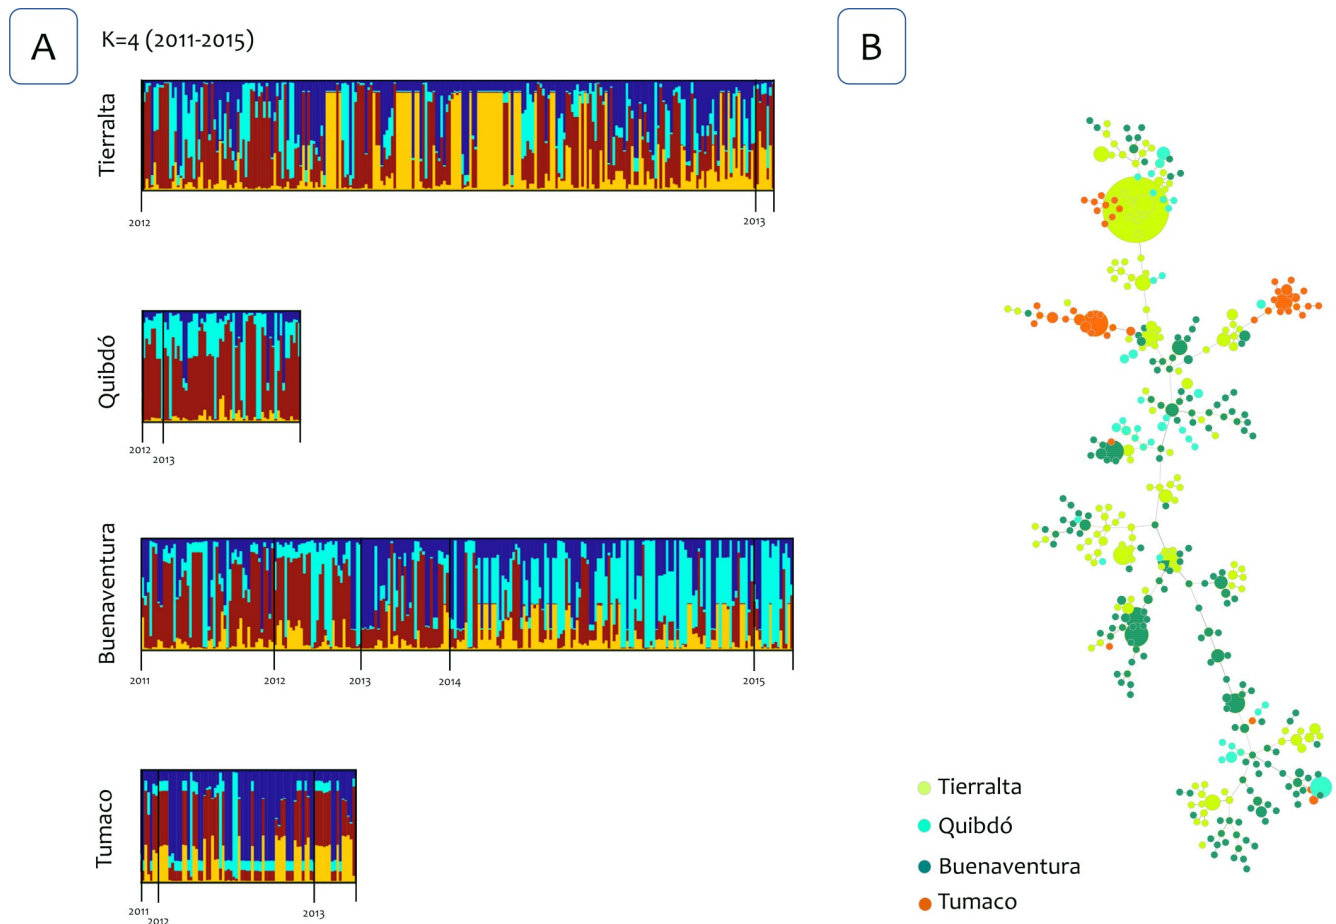 A
K=4 (2011-2015)
Tierralta
2012
2013
Quibdó
2012
2013
Buenaventura
2011
2012
2013
2014
2015
Tumaco
2011
2012
2013
B
Tierralta
Quibdó
Buenaventura
Tumaco